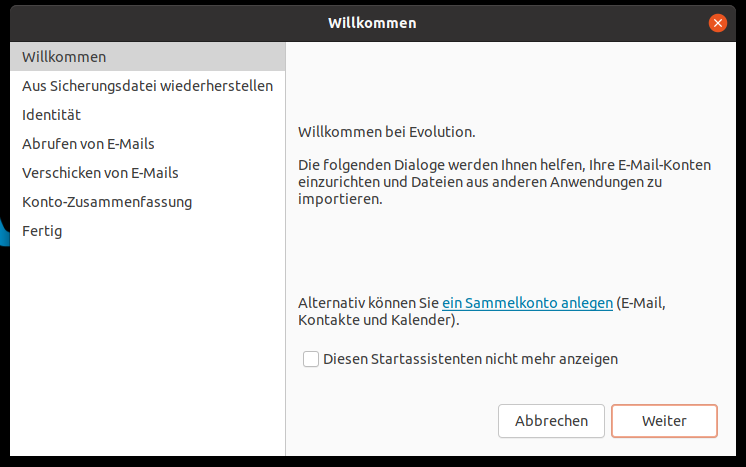 Willkommen
Willkommen
Aus Sicherungsdatei wiederherstellen
Identität
Abrufen von E-Mails
Verschicken von E-Mails
Konto-Zusammenfassung
Fertig
Willkommen bei Evolution.
Die folgenden Dialoge werden Ihnen helfen, Ihre E-Mail-Konten
einzurichten und Dateien aus anderen Anwendungen zu
importieren.
Alternativ können Sie ein Sammelkonto anlegen (E-Mail,
Kontakte und Kalender).
Diesen Startassistenten nicht mehr anzeigen
Abbrechen
Weiter